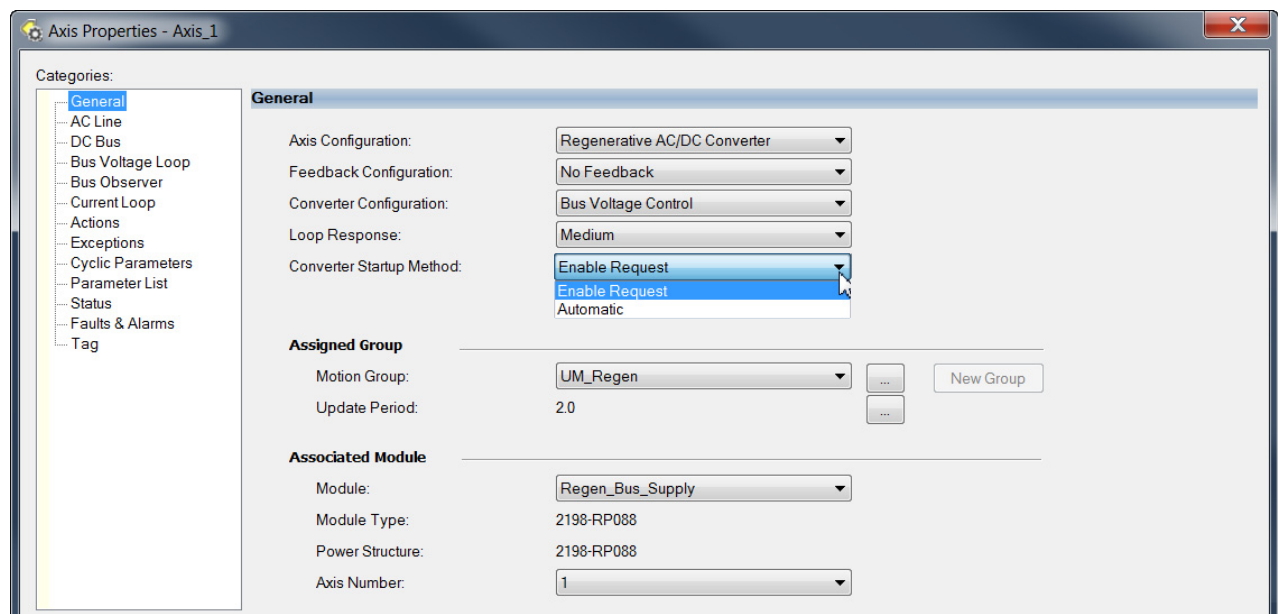 Axis Properties - Axis_1
X
Categories:
General
AC Line
DC Bus
Bus Voltage Loop
Bus Observer
Current Loop
Actions
Exceptions
Cyclic Parameters
Parameter List
Status
Faults & Alarms
Tag
General
Axis Configuration: Regenerative AC/DC Converter
Feedback Configuration: No Feedback
Converter Configuration: Bus Voltage Control
Loop Response: Medium
Converter Startup Method: Enable Request
Enable Request
Automatic
Assigned Group
Motion Group: UM_Regen ... New Group
Update Period: 2.0 ...
Associated Module
Module: Regen_Bus_Supply
Module Type: 2198-RP088
Power Structure: 2198-RP088
Axis Number: 1